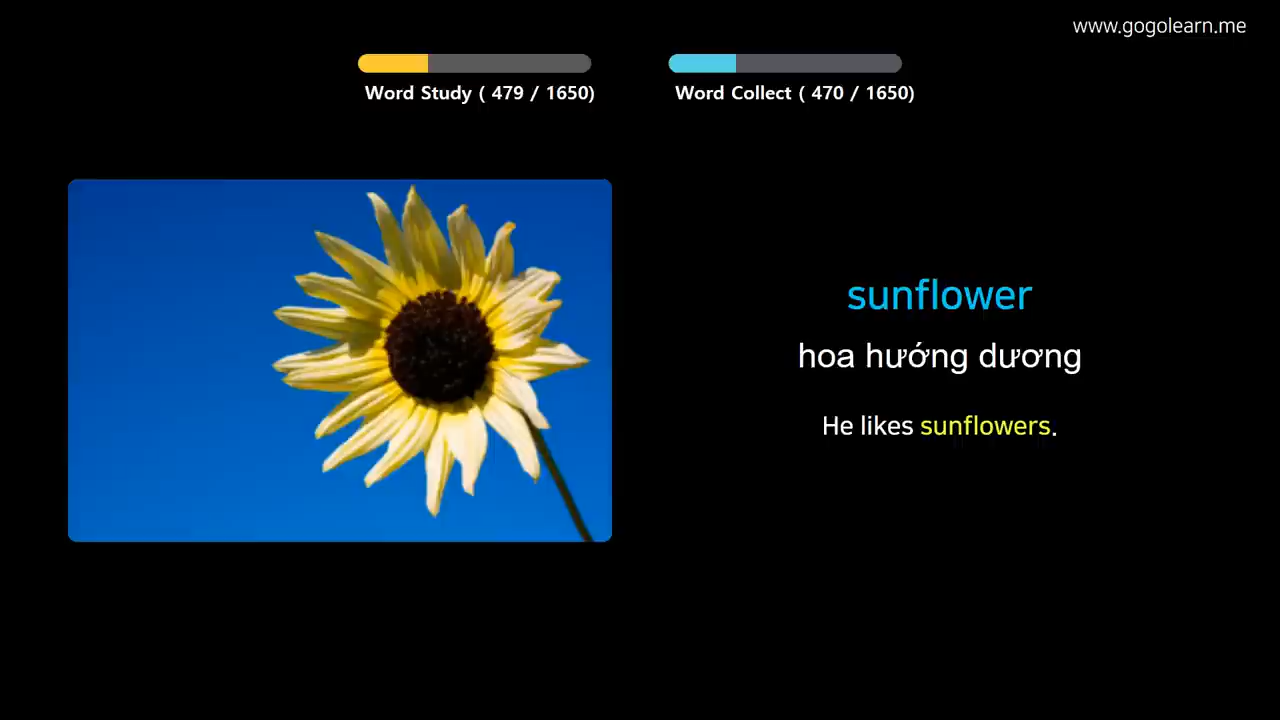 www.gogolearn.me
Word Study ( 479 / 1650)
Word Collect ( 470 / 1650)
sunflower
hoa hướng dương
He likes sunflowers.